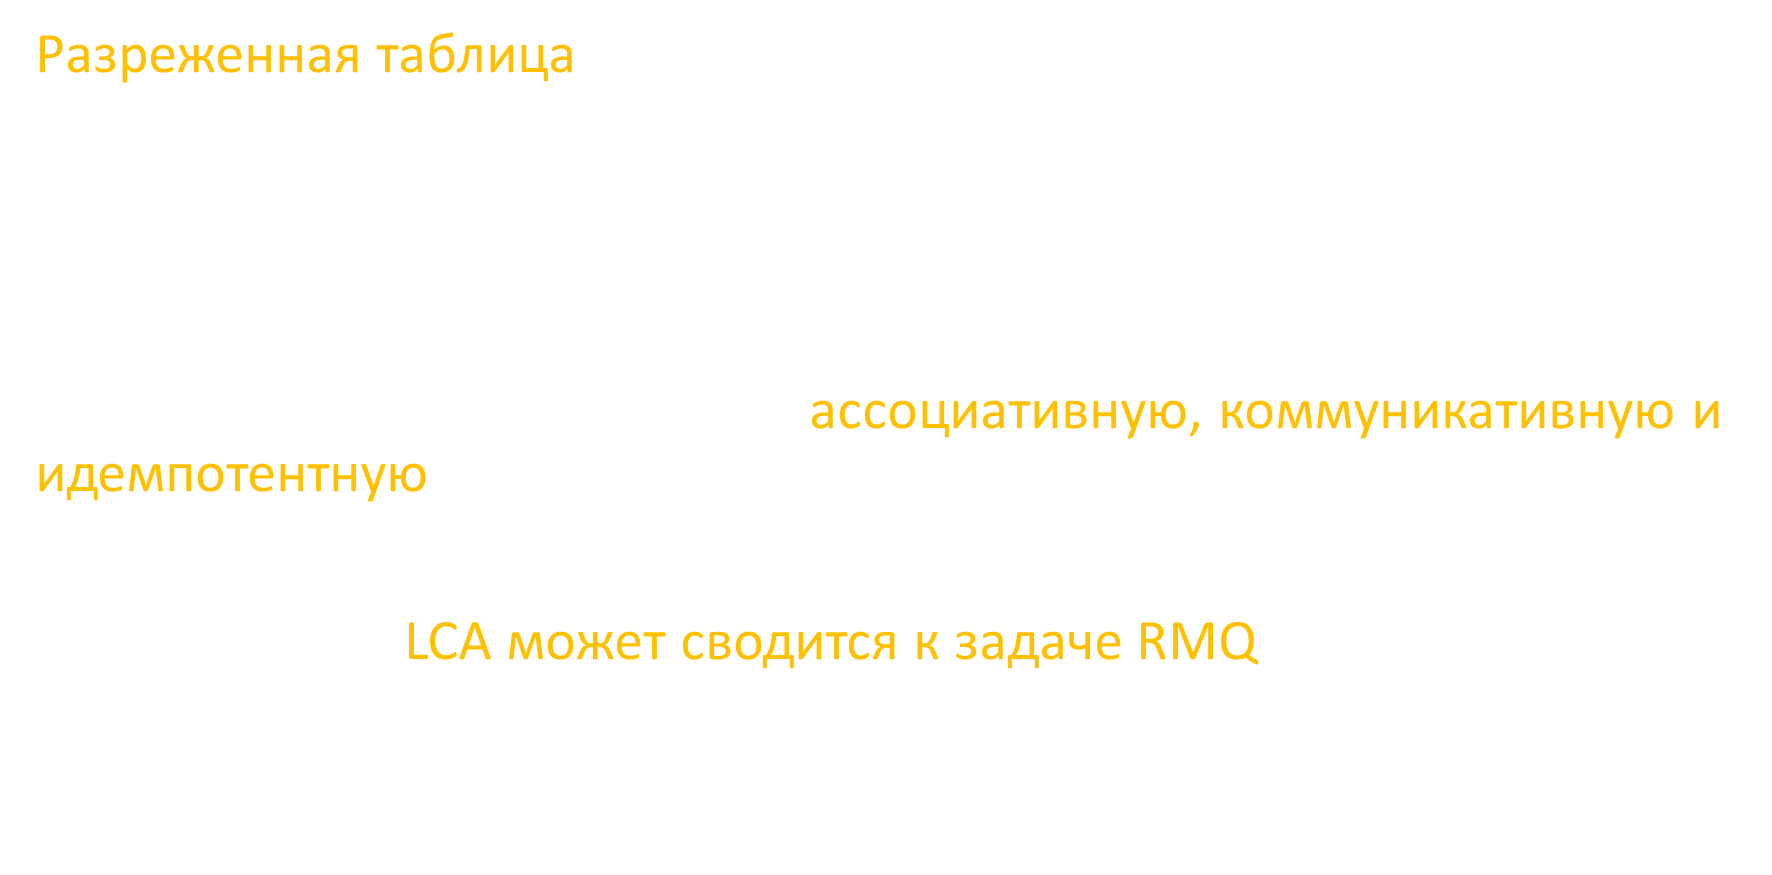 Разреженная таблица
ассоциативную, коммуникативную и
идемпотентную
LCA может сводится к задаче RMQ